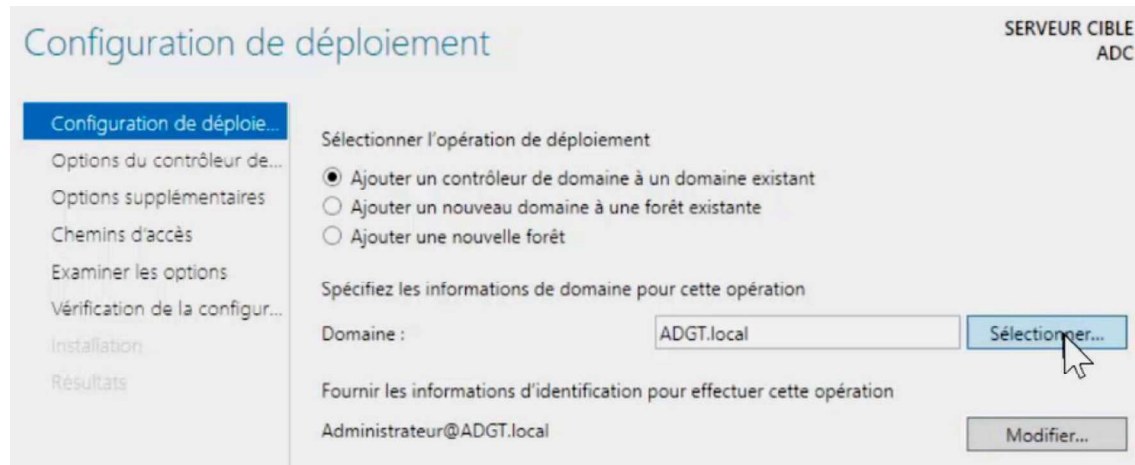 Configuration de déploiement
SERVEUR CIBLE
ADC
Configuration de déploie...
Options du contrôleur de...
Options supplémentaires
Chemins d'accès
Examiner les options
Vérification de la configur...
Installation
Résultats
Sélectionner l'opération de déploiement
Ajouter un contrôleur de domaine à un domaine existant
Ajouter un nouveau domaine à une forêt existante
Ajouter une nouvelle forêt
Spécifiez les informations de domaine pour cette opération
Domaine : ADGT.local Sélectionner...
Fournir les informations d'identification pour effectuer cette opération
Administrateur@ADGT.local Modifier...